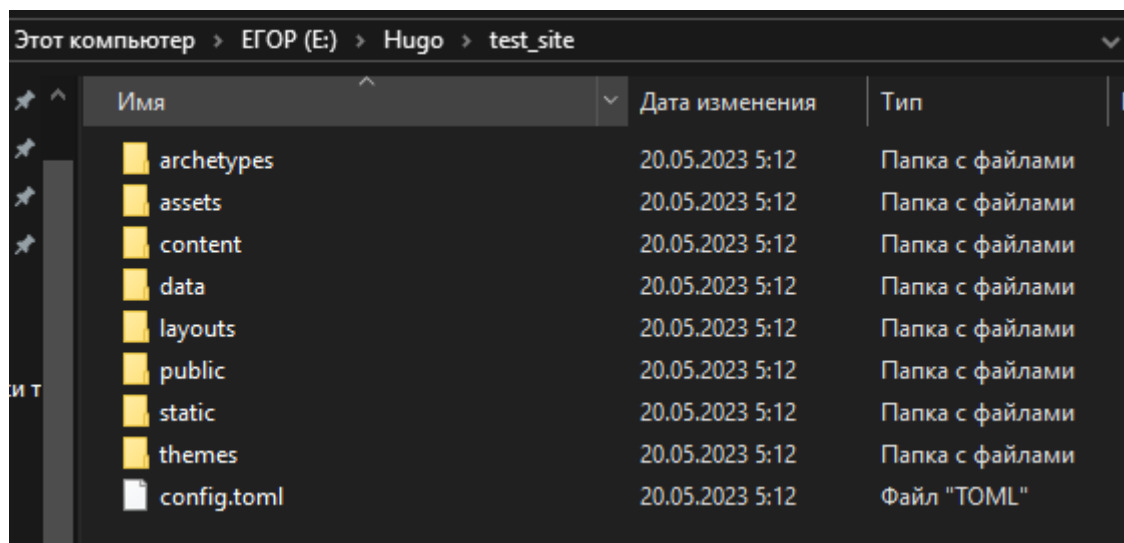 Этот компьютер > ЕГОР (E:) > Hugo > test_site
Имя Дата изменения Тип
archetypes 20.05.2023 5:12 Папка с файлами
assets 20.05.2023 5:12 Папка с файлами
content 20.05.2023 5:12 Папка с файлами
data 20.05.2023 5:12 Папка с файлами
layouts 20.05.2023 5:12 Папка с файлами
public 20.05.2023 5:12 Папка с файлами
static 20.05.2023 5:12 Папка с файлами
themes 20.05.2023 5:12 Папка с файлами
config.toml 20.05.2023 5:12 Файл "TOML"